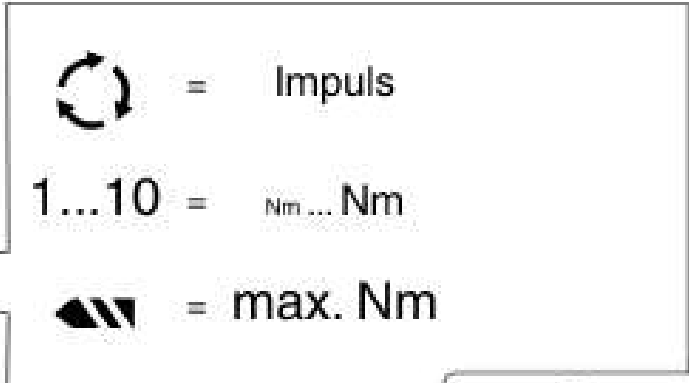 = Impuls
1...10 = Nm ... Nm
= max. Nm